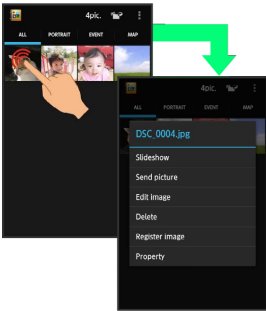 4pic.
ALL PORTRAIT EVENT MAP
4pic.
ALL PORTRAIT EVENT MAP
DSC_0004.jpg
Slideshow
Send picture
Edit image
Delete
Register image
Property